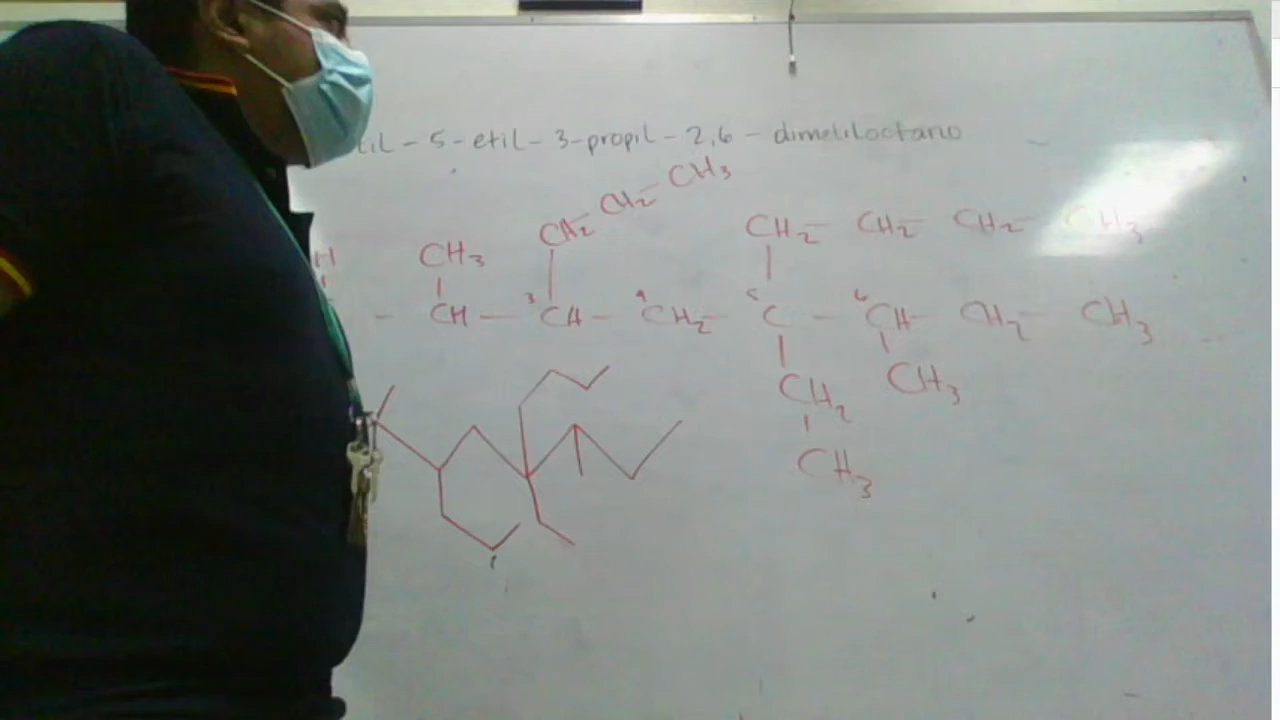 il - 5 - etil - 3 - propil - 2,6 - dimetiloctano
CH2 - CH2 - CH3
CH2 - CH2 - CH2 - CH3
H CH3
- CH - 3 CH - 4 CH2 - 5 C - 6 CH - CH2 - CH3
CH2 CH3
CH3